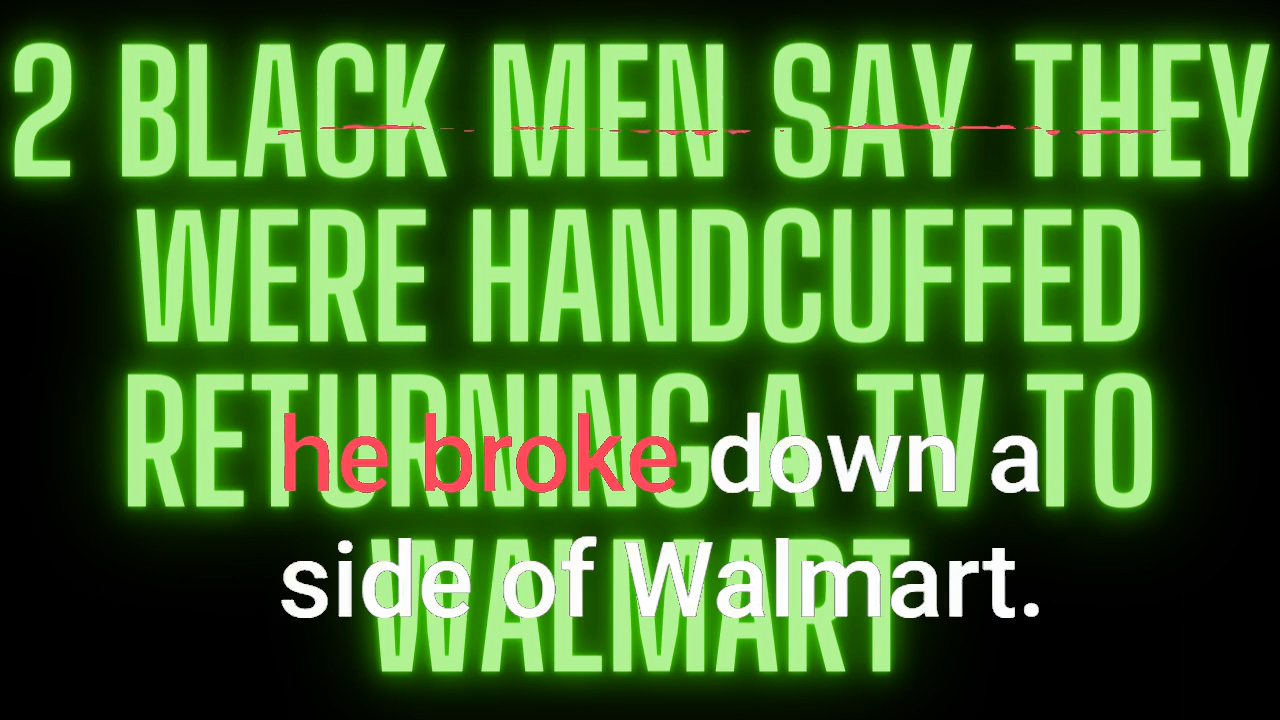 2 BLACK MEN SAY THEY
WERE HANDCUFFED
RETURNING A TV TO
WALMART
he broke down a
side of Walmart.